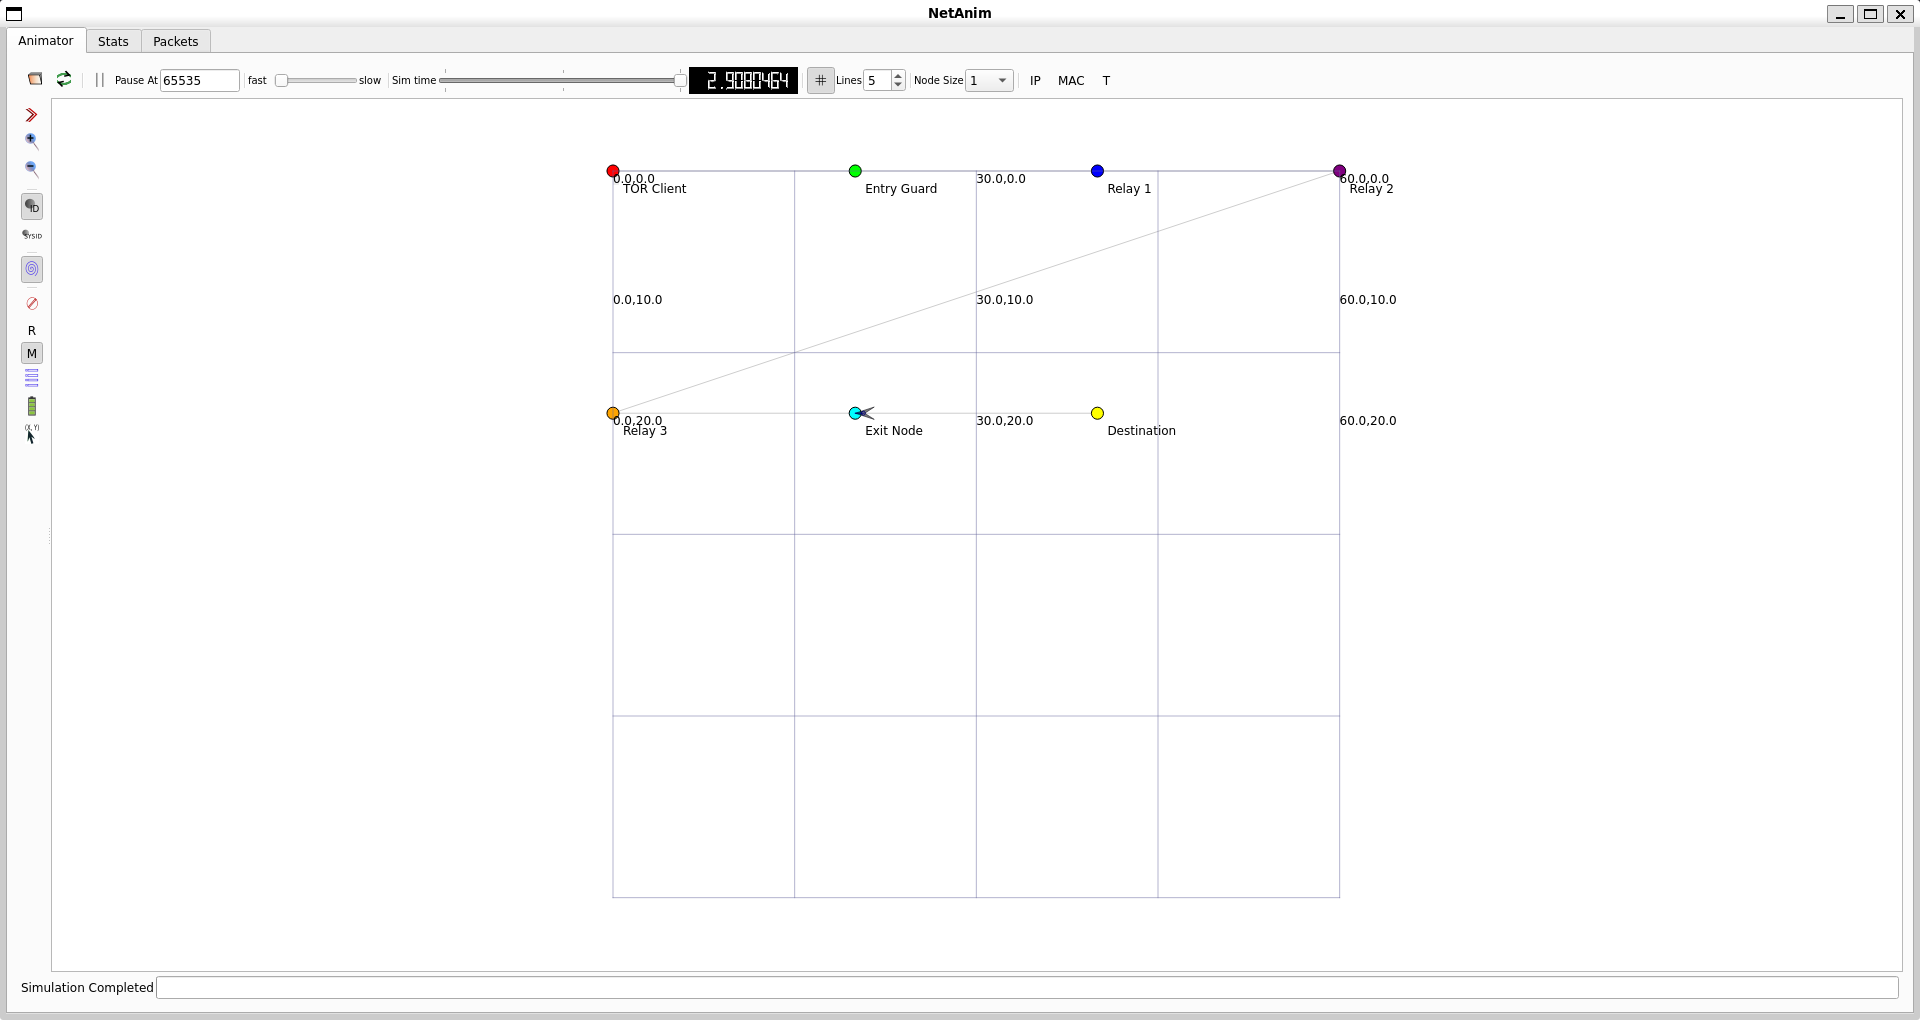 NetAnim
Animator Stats Packets
Pause At 65535 fast slow Sim time 2.9080464 Lines 5 Node Size 1 IP MAC T
ID
SYSID
R
M
(X, Y)
0.0,0.0 30.0,0.0 60.0,0.0
TOR Client Entry Guard Relay 1 Relay 2
0.0,10.0 30.0,10.0 60.0,10.0
0.0,20.0 30.0,20.0 60.0,20.0
Relay 3 Exit Node Destination
Simulation Completed